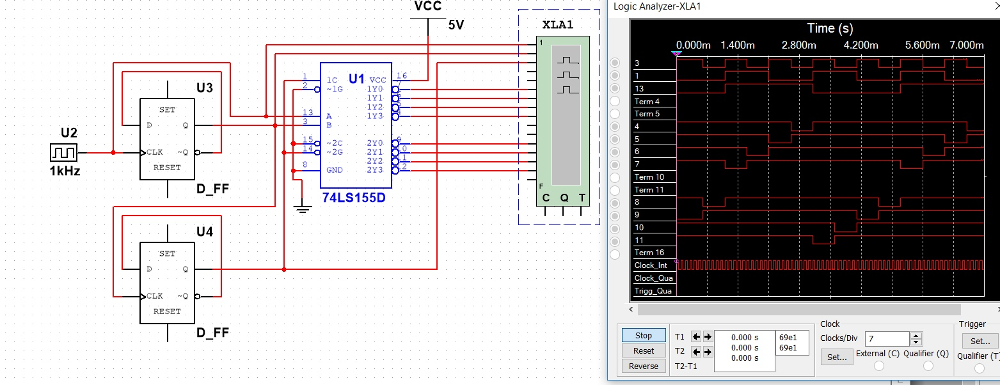 VCC
5V
XLA1
1
F
C Q T
U3
SET
D Q
CLK ~Q
RESET
D_FF
U2
1kHz
U4
SET
D Q
CLK ~Q
RESET
D_FF
U1
1 1C VCC 16
2 ~1G 1Y0 7
1Y1
1Y2
13 A 1Y3
3 B
15 ~2C 2Y0 9
14 ~2G 2Y1
2Y2
8 GND 2Y3
74LS155D
Logic Analyzer-XLA1
Time (s)
0.000m 1.400m 2.800m 4.200m 5.600m 7.000m
3
1
13
Term 4
Term 5
4
5
6
7
Term 10
Term 11
8
9
10
11
Term 16
Clock_Int
Clock_Qua
Trigg_Qua
Stop
Reset
Reverse
T1
T2
T2-T1
0.000 s
0.000 s
0.000 s
69e1
69e1
Clock
Clocks/Div 7
Set...
External (C) Qualifier (Q)
Trigger
Set...
Qualifier (T)